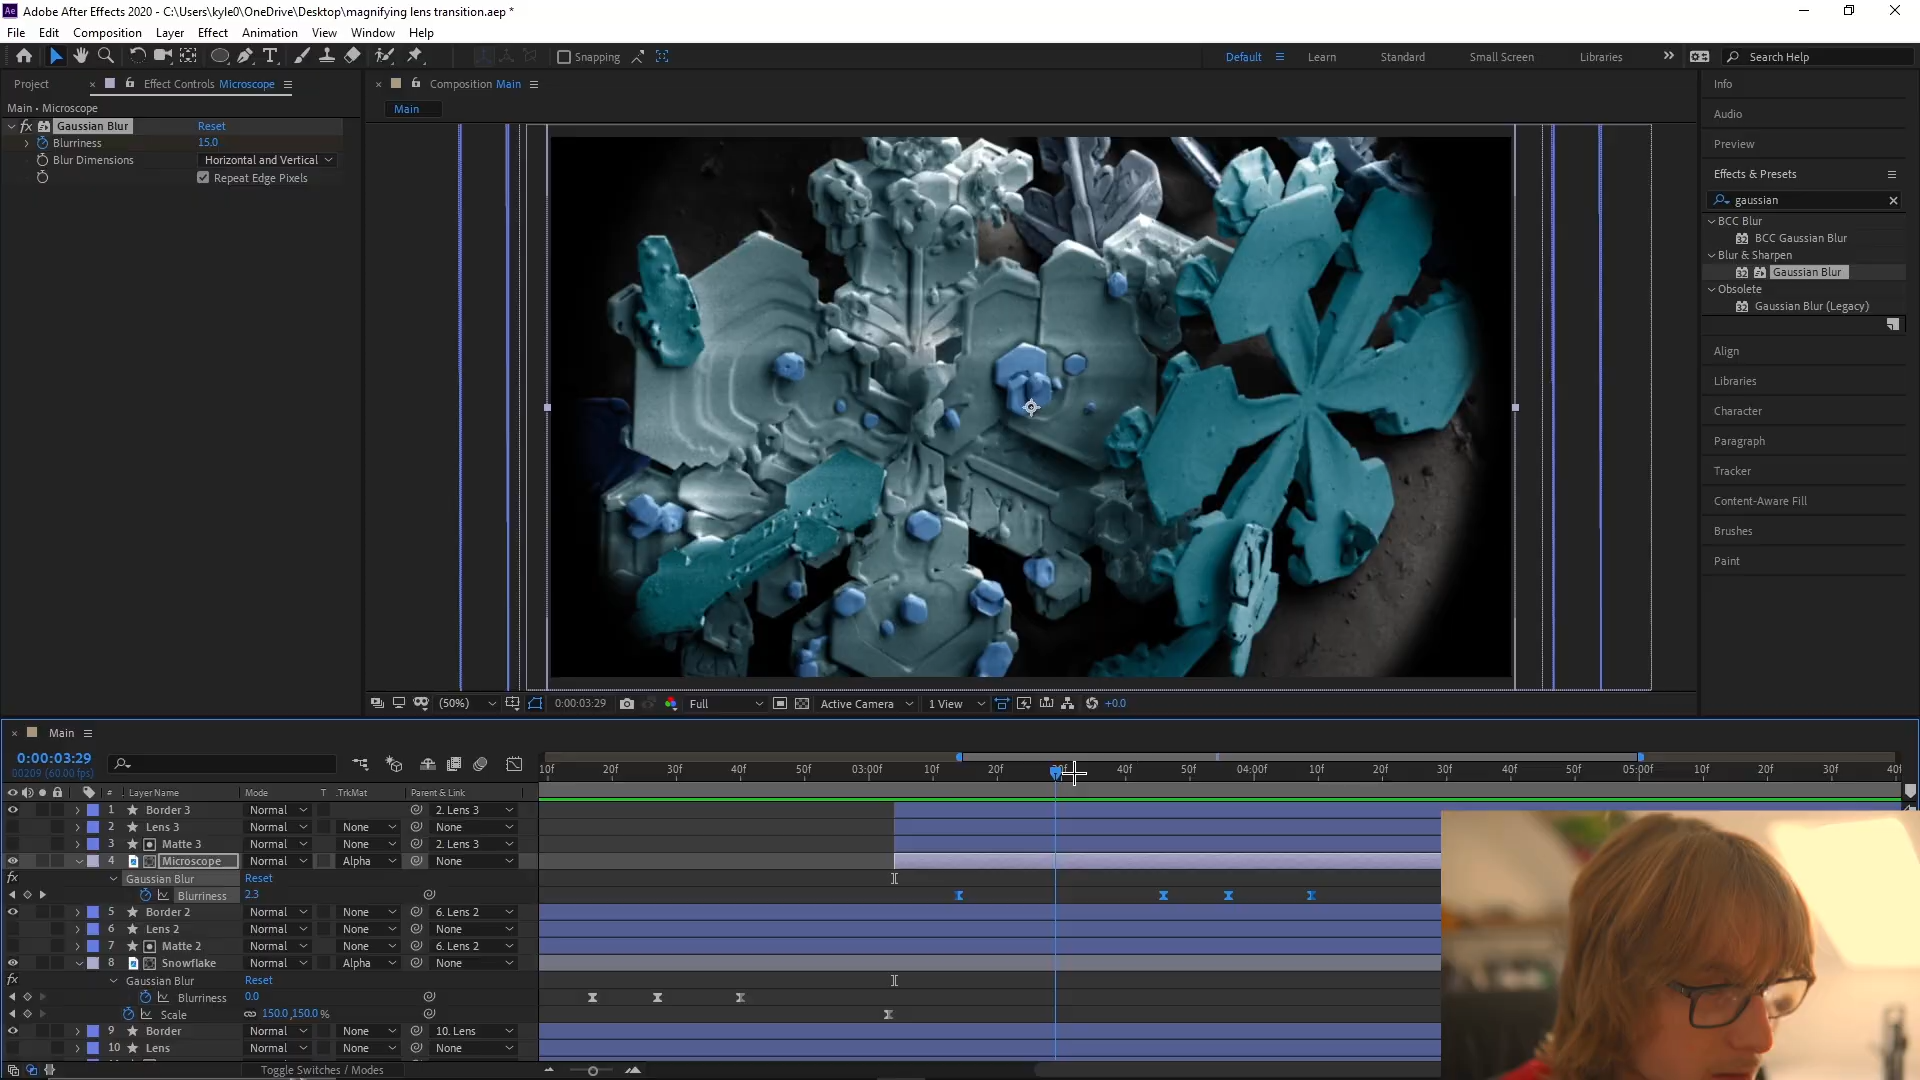 Adobe After Effects 2020 - C:\Users\kyle0\OneDrive\Desktop\magnifying lens transition.aep *
File Edit Composition Layer Effect Animation View Window Help
Snapping Default Learn Standard Small Screen Libraries Search Help
Project Effect Controls Microscope Composition Main Info
Main • Microscope Main
Audio
fx Gaussian Blur Reset
Blurriness 15.0 Preview
Blur Dimensions Horizontal and Vertical
Repeat Edge Pixels Effects & Presets
gaussian
BCC Blur
BCC Gaussian Blur
Blur & Sharpen
Gaussian Blur
Obsolete
Gaussian Blur (Legacy)
Align
Libraries
Character
Paragraph
Tracker
Content-Aware Fill
Brushes
Paint
(50%) 0:00:03:29 Full Active Camera 1 View +0.0
Main
0:00:03:29
00209 (60.00 fps)
10f 20f 30f 40f 50f 03:00f 10f 20f 30f 40f 50f 04:00f 10f 20f 30f 40f 50f 05:00f 10f 20f 30f 40f
# Layer Name Mode T .TrkMat Parent & Link
1 Border 3 Normal 2. Lens 3
2 Lens 3 Normal None None
3 Matte 3 Normal None 2. Lens 3
4 Microscope Normal Alpha None
fx Gaussian Blur Reset
Blurriness 2.3
5 Border 2 Normal None 6. Lens 2
6 Lens 2 Normal None None
7 Matte 2 Normal None 6. Lens 2
8 Snowflake Normal Alpha None
fx Gaussian Blur Reset
Blurriness 0.0
Scale 150.0,150.0%
9 Border Normal None 10. Lens
10 Lens Normal None None
Toggle Switches / Modes